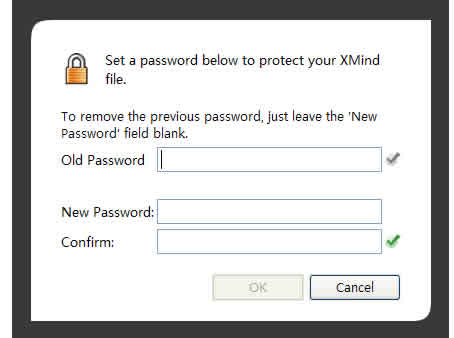 Set a password below to protect your XMind
file.
To remove the previous password, just leave the 'New
Password' field blank.
Old Password
New Password:
Confirm:
OK Cancel